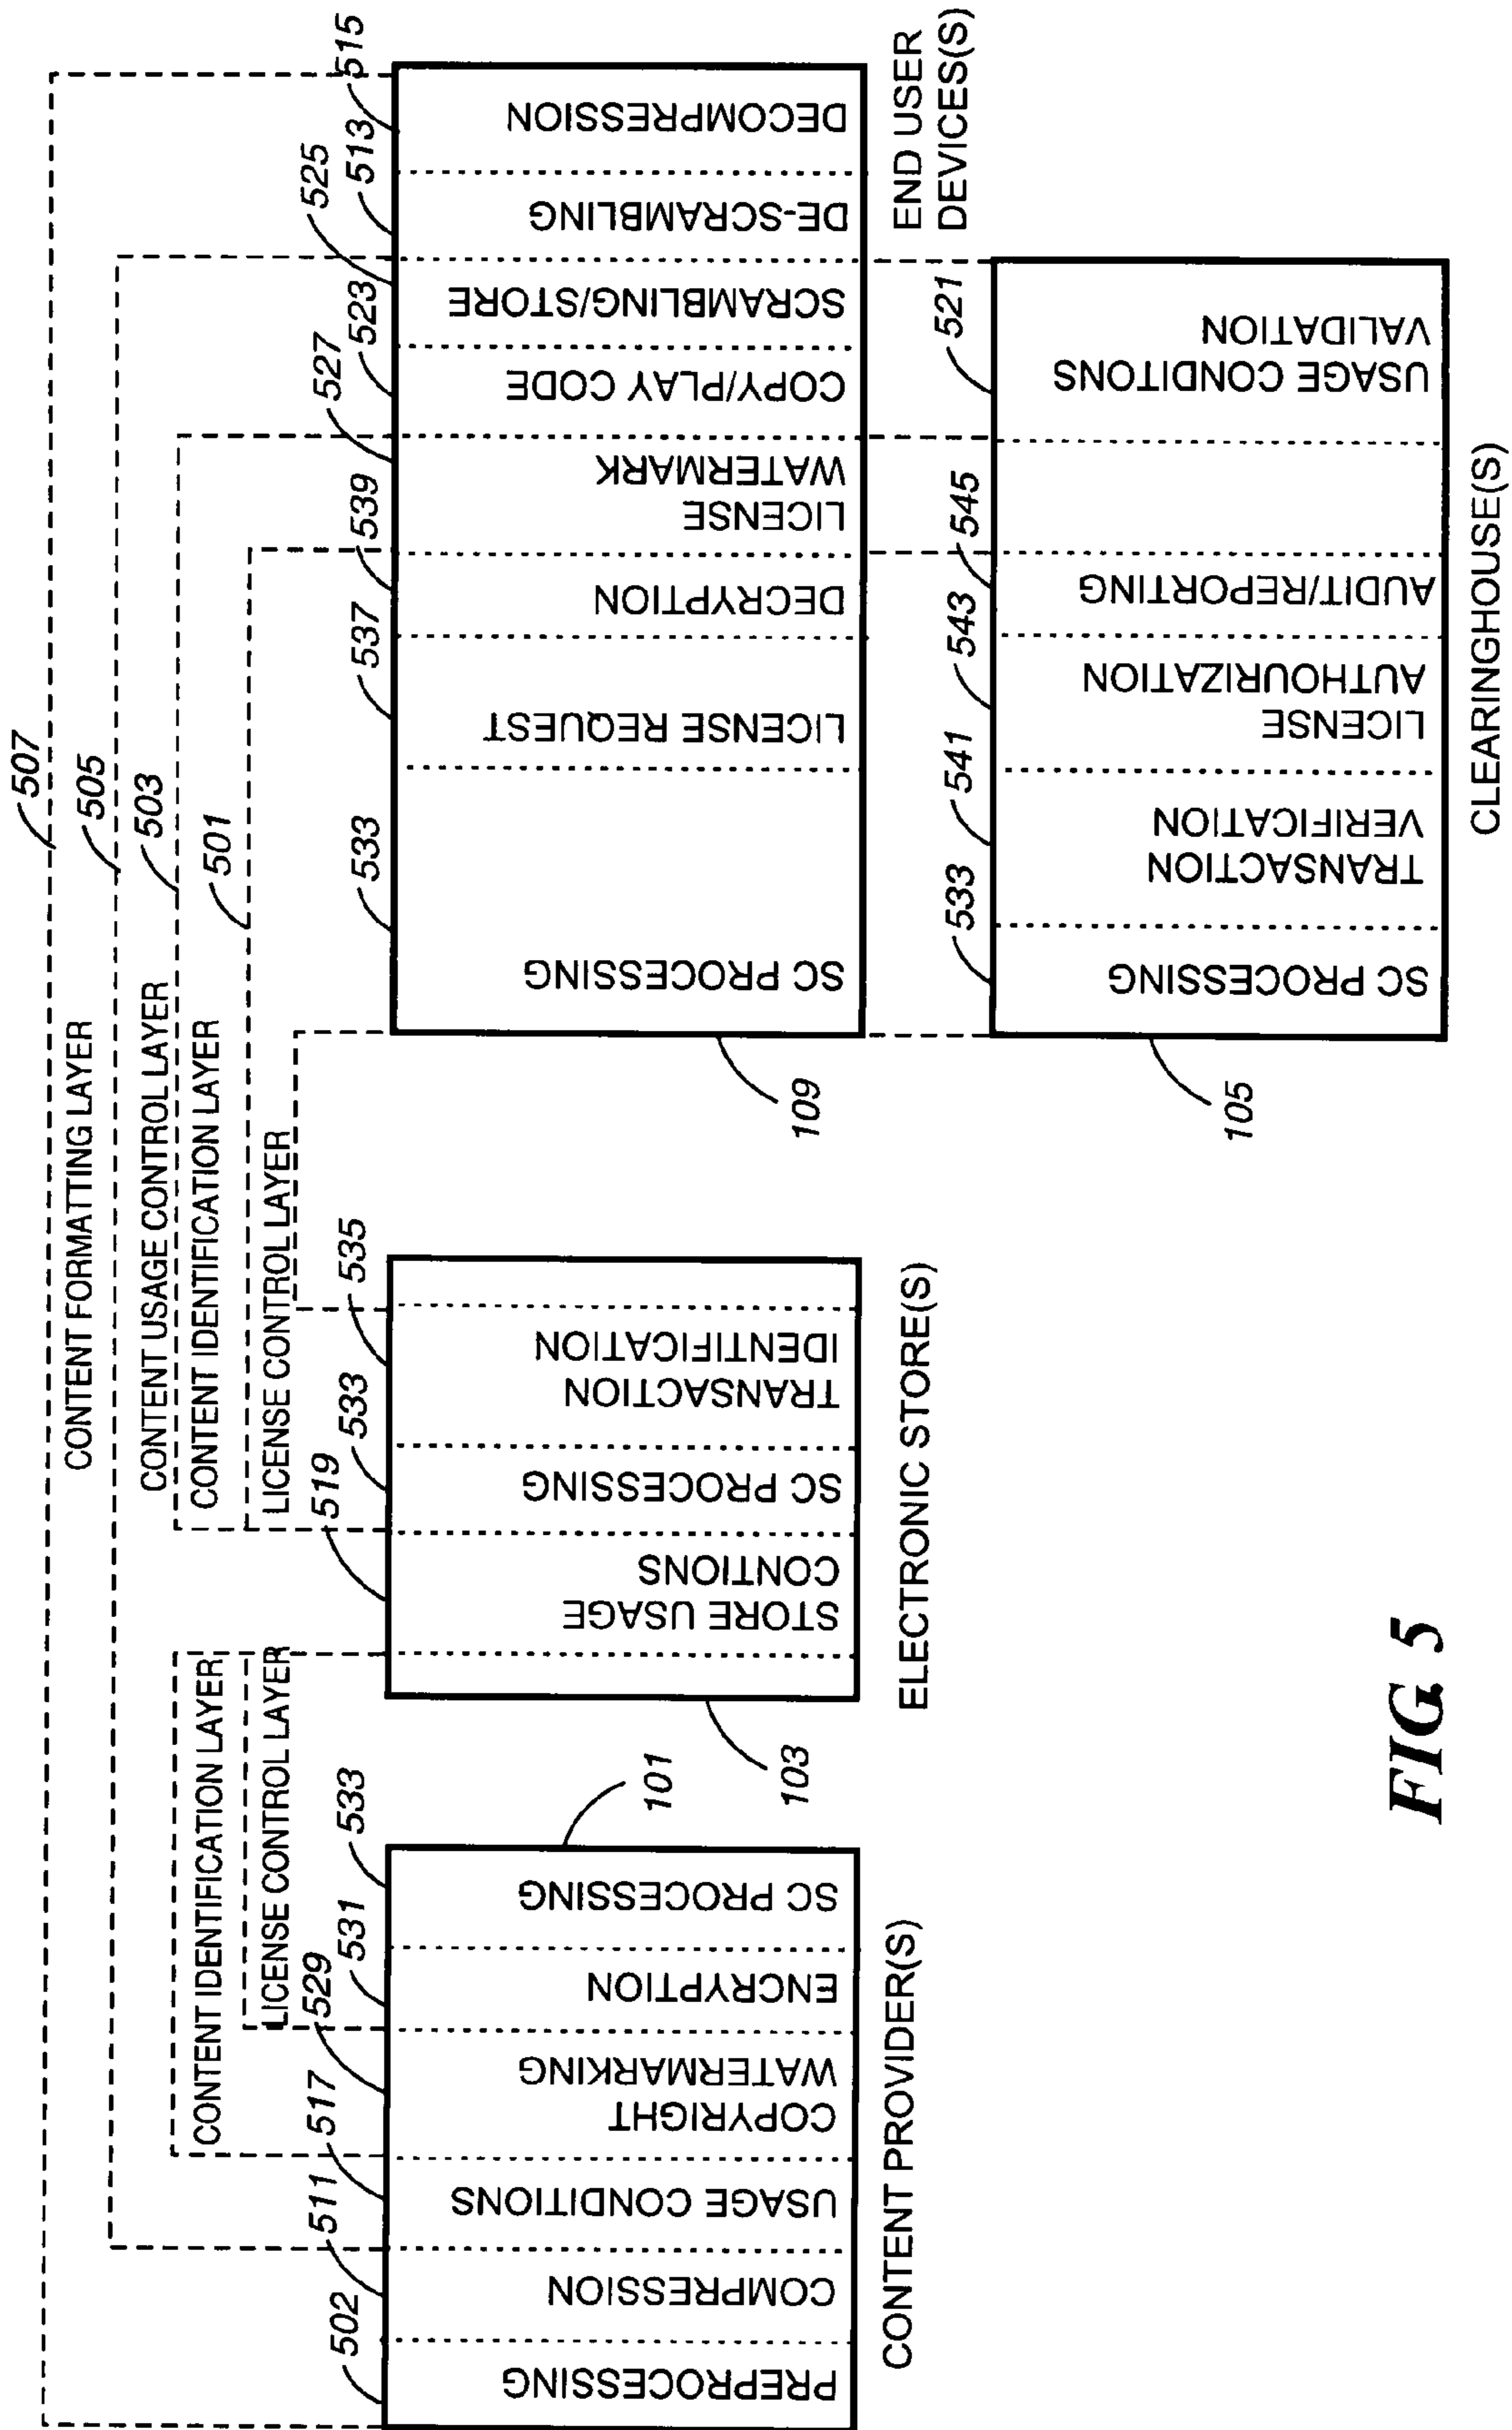 507
CONTENT FORMATTING LAYER
505
CONTENT USAGE CONTROL LAYER
503
CONTENT IDENTIFICATION LAYER
CONTENT IDENTIFICATION LAYER
501
LICENSE CONTROL LAYER
LICENSE CONTROL LAYER
502
511
517
529
531
533
PREPROCESSING
COMPRESSION
USAGE CONDITIONS
COPYRIGHT
WATERMARKING
ENCRYPTION
SC PROCESSING
101
CONTENT PROVIDER(S)
519
533
535
STORE USAGE
CONTIONS
SC PROCESSING
TRANSACTION
IDENTIFICATION
103
ELECTRONIC STORE(S)
533
537
539
527
523
525
513
515
SC PROCESSING
LICENSE REQUEST
DECRYPTION
LICENSE
WATERMARK
COPY/PLAY CODE
SCRAMBLING/STORE
DE-SCRAMBLING
DECOMPRESSION
109
END USER
DEVICES(S)
533
541
543
545
521
SC PROCESSING
TRANSACTION
VERIFICATION
LICENSE
AUTHOURIZATION
AUDIT/REPORTING
USAGE CONDITONS
VALIDATION
105
CLEARINGHOUSE(S)
FIG. 5